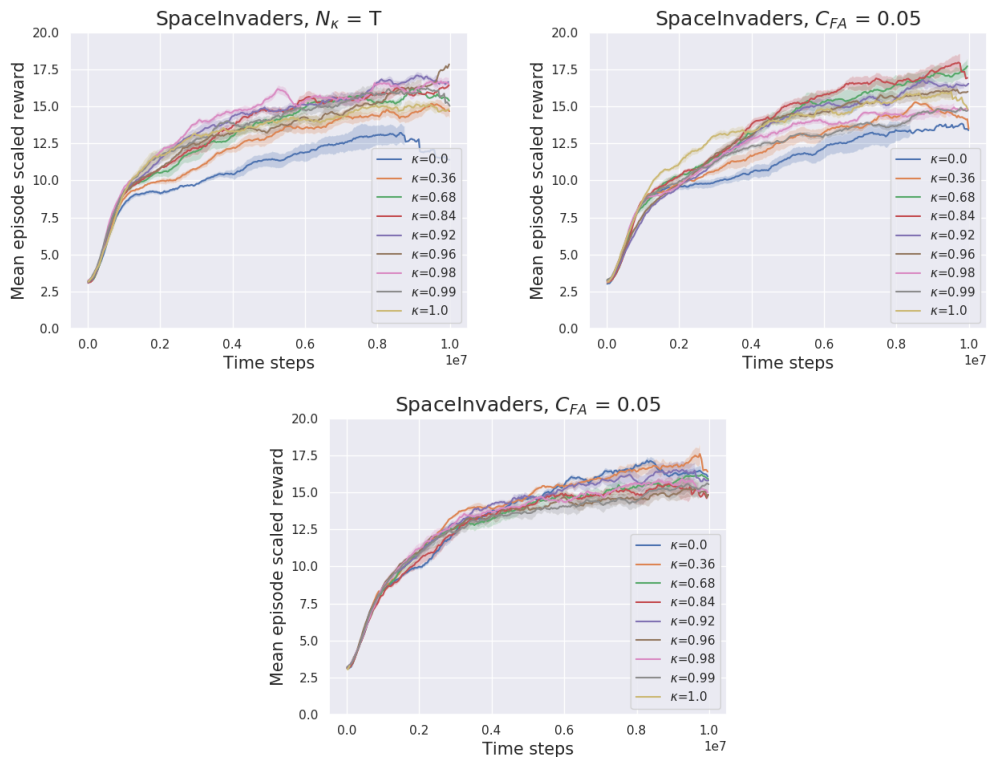 SpaceInvaders, Nκ = T
Mean episode scaled reward
20.0
17.5
15.0
12.5
10.0
7.5
5.0
2.5
0.0
κ=0.0
κ=0.36
κ=0.68
κ=0.84
κ=0.92
κ=0.96
κ=0.98
κ=0.99
κ=1.0
0.0 0.2 0.4 0.6 0.8 1.0
1e7
Time steps
SpaceInvaders, CFA = 0.05
Mean episode scaled reward
20.0
17.5
15.0
12.5
10.0
7.5
5.0
2.5
0.0
κ=0.0
κ=0.36
κ=0.68
κ=0.84
κ=0.92
κ=0.96
κ=0.98
κ=0.99
κ=1.0
0.0 0.2 0.4 0.6 0.8 1.0
1e7
Time steps
SpaceInvaders, CFA = 0.05
Mean episode scaled reward
20.0
17.5
15.0
12.5
10.0
7.5
5.0
2.5
0.0
κ=0.0
κ=0.36
κ=0.68
κ=0.84
κ=0.92
κ=0.96
κ=0.98
κ=0.99
κ=1.0
0.0 0.2 0.4 0.6 0.8 1.0
1e7
Time steps